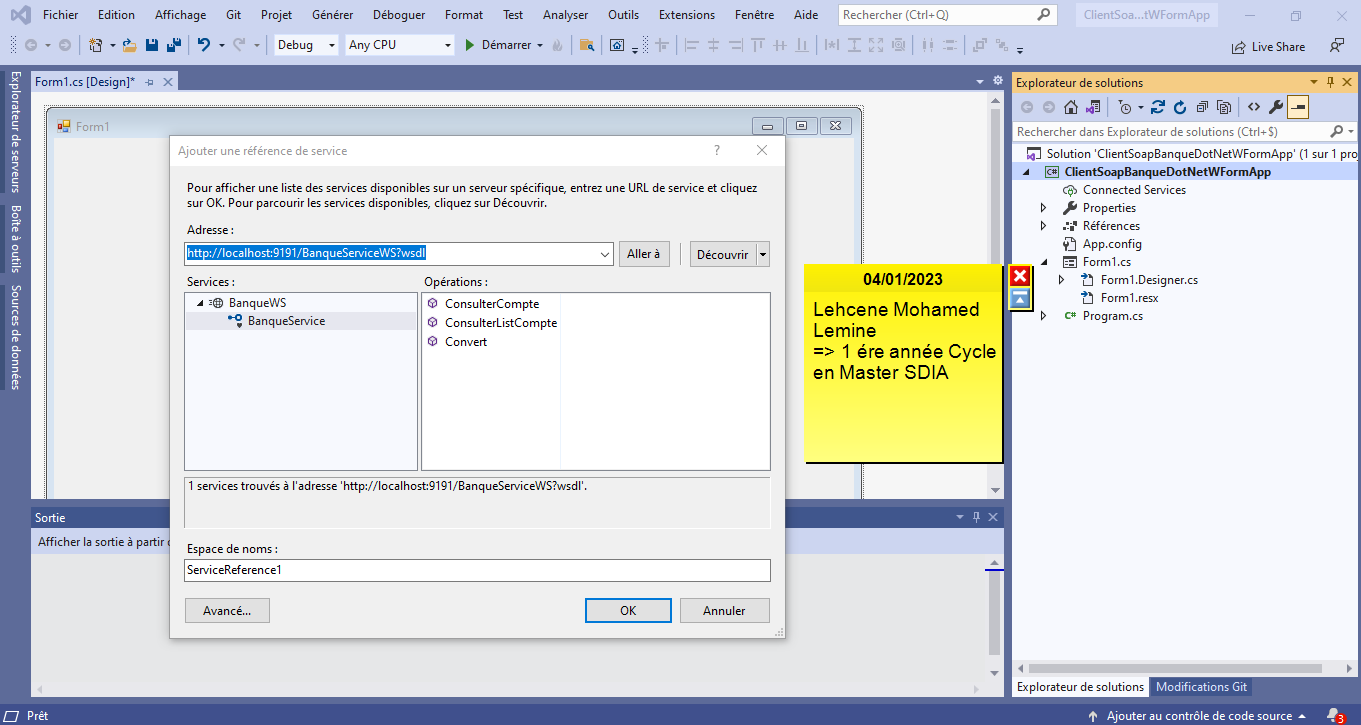 Fichier Edition Affichage Git Projet Générer Déboguer Format Test Analyser Outils Extensions Fenêtre Aide Rechercher (Ctrl+Q) ClientSoa...tWFormApp
Debug Any CPU Démarrer Live Share
Explorateur de serveurs
Boîte à outils
Sources de données
Form1.cs [Design]*
Form1
Ajouter une référence de service
?
Pour afficher une liste des services disponibles sur un serveur spécifique, entrez une URL de service et cliquez
sur OK. Pour parcourir les services disponibles, cliquez sur Découvrir.
Adresse :
http://localhost:9191/BanqueServiceWS?wsdl Aller à Découvrir
Services : Opérations :
BanqueWS
BanqueService
ConsulterCompte
ConsulterListCompte
Convert
1 services trouvés à l'adresse 'http://localhost:9191/BanqueServiceWS?wsdl'.
Espace de noms :
ServiceReference1
Avancé... OK Annuler
04/01/2023
Lehcene Mohamed
Lemine
=> 1 ére année Cycle
en Master SDIA
Sortie
Afficher la sortie à partir
Explorateur de solutions
Rechercher dans Explorateur de solutions (Ctrl+$)
Solution 'ClientSoapBanqueDotNetWFormApp' (1 sur 1 pro
C# ClientSoapBanqueDotNetWFormApp
Connected Services
Properties
Références
App.config
Form1.cs
Form1.Designer.cs
Form1.resx
C# Program.cs
Explorateur de solutions Modifications Git
Prêt Ajouter au contrôle de code source 3